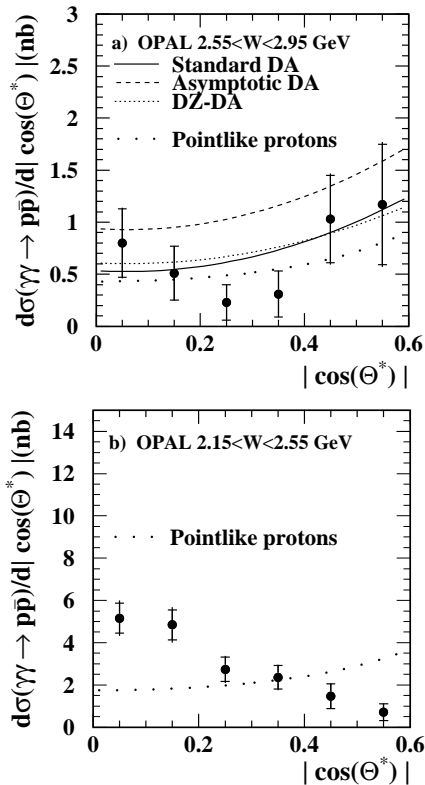 dσ(γγ → pp̄)/d| cos(Θ*) |(nb)
3
2.5
2
1.5
1
0.5
0
a) OPAL 2.55<W<2.95 GeV
Standard DA
Asymptotic DA
DZ-DA
Pointlike protons
0 0.2 0.4 0.6
| cos(Θ*) |
dσ(γγ → pp̄)/d| cos(Θ*) |(nb)
14
12
10
8
6
4
2
0
b) OPAL 2.15<W<2.55 GeV
Pointlike protons
0 0.2 0.4 0.6
| cos(Θ*) |